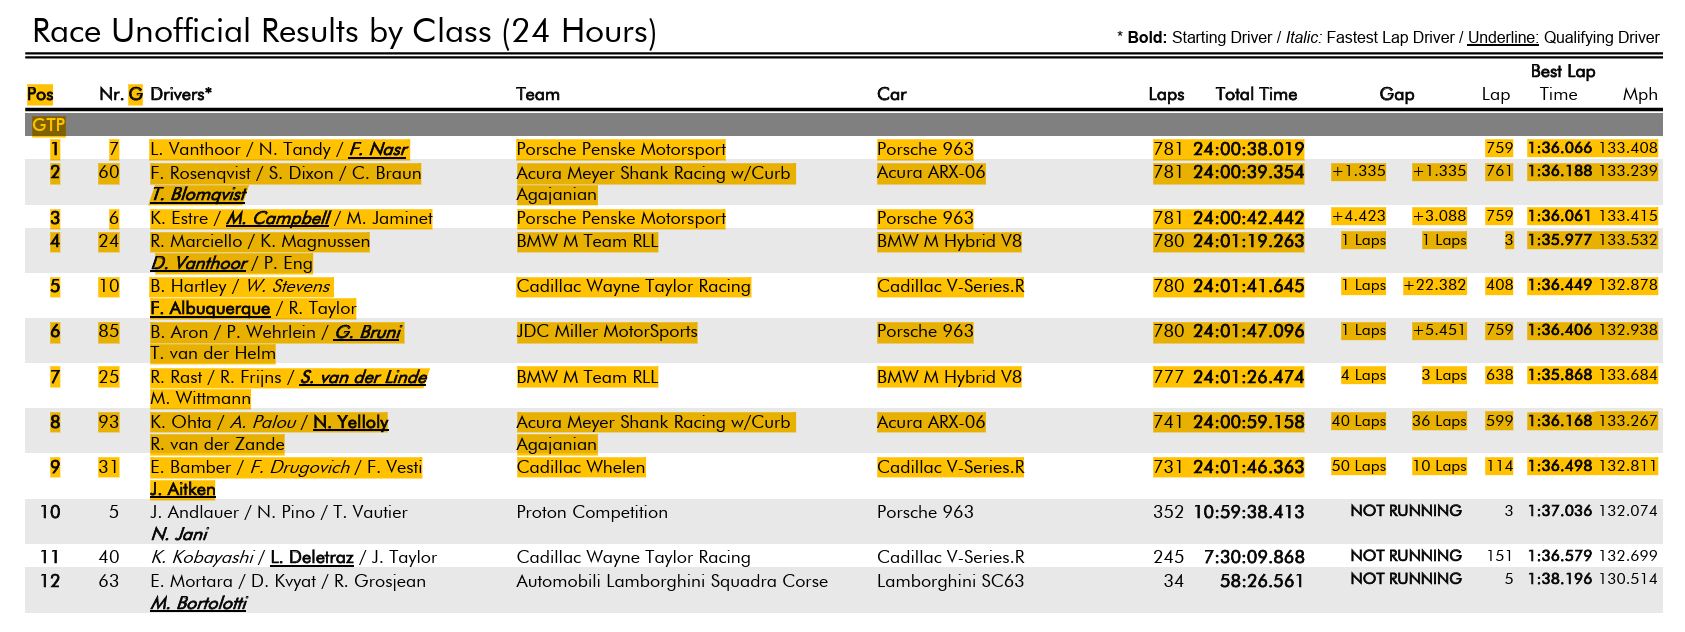 Race Unofficial Results by Class (24 Hours)
* Bold: Starting Driver / Italic: Fastest Lap Driver / Underline: Qualifying Driver
Best Lap
Pos Nr. G Drivers* Team Car Laps Total Time Gap Lap Time Mph
GTP
1 7 L. Vanthoor / N. Tandy / F. Nasr Porsche Penske Motorsport Porsche 963 781 24:00:38.019 759 1:36.066 133.408
2 60 F. Rosenqvist / S. Dixon / C. Braun Acura Meyer Shank Racing w/Curb Acura ARX-06 781 24:00:39.354 +1.335 +1.335 761 1:36.188 133.239
T. Blomqvist Agajanian
3 6 K. Estre / M. Campbell / M. Jaminet Porsche Penske Motorsport Porsche 963 781 24:00:42.442 +4.423 +3.088 759 1:36.061 133.415
4 24 R. Marciello / K. Magnussen BMW M Team RLL BMW M Hybrid V8 780 24:01:19.263 1 Laps 1 Laps 3 1:35.977 133.532
D. Vanthoor / P. Eng
5 10 B. Hartley / W. Stevens Cadillac Wayne Taylor Racing Cadillac V-Series.R 780 24:01:41.645 1 Laps +22.382 408 1:36.449 132.878
F. Albuquerque / R. Taylor
6 85 B. Aron / P. Wehrlein / G. Bruni JDC Miller MotorSports Porsche 963 780 24:01:47.096 1 Laps +5.451 759 1:36.406 132.938
T. van der Helm
7 25 R. Rast / R. Frijns / S. van der Linde BMW M Team RLL BMW M Hybrid V8 777 24:01:26.474 4 Laps 3 Laps 638 1:35.868 133.684
M. Wittmann
8 93 K. Ohta / A. Palou / N. Yelloly Acura Meyer Shank Racing w/Curb Acura ARX-06 741 24:00:59.158 40 Laps 36 Laps 599 1:36.168 133.267
R. van der Zande Agajanian
9 31 E. Bamber / F. Drugovich / F. Vesti Cadillac Whelen Cadillac V-Series.R 731 24:01:46.363 50 Laps 10 Laps 114 1:36.498 132.811
J. Aitken
10 5 J. Andlauer / N. Pino / T. Vautier Proton Competition Porsche 963 352 10:59:38.413 NOT RUNNING 3 1:37.036 132.074
N. Jani
11 40 K. Kobayashi / L. Deletraz / J. Taylor Cadillac Wayne Taylor Racing Cadillac V-Series.R 245 7:30:09.868 NOT RUNNING 151 1:36.579 132.699
12 63 E. Mortara / D. Kvyat / R. Grosjean Automobili Lamborghini Squadra Corse Lamborghini SC63 34 58:26.561 NOT RUNNING 5 1:38.196 130.514
M. Bortolotti